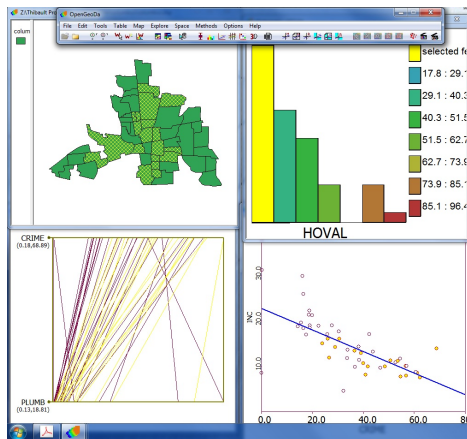 Z:\Thibault Pro
OpenGeoDa
File Edit Tools Table Map Explore Space Methods Options Help
colum
3D
selected fe
17.8 : 29.1
29.1 : 40.3
40.3 : 51.5
51.5 : 62.7
62.7 : 73.9
73.9 : 85.1
85.1 : 96.4
HOVAL
CRIME
(0.18,68.89)
PLUMB
(0.13,18.81)
INC
30.0
20.0
10.0
0.0 20.0 40.0 60.0 80
CRIME